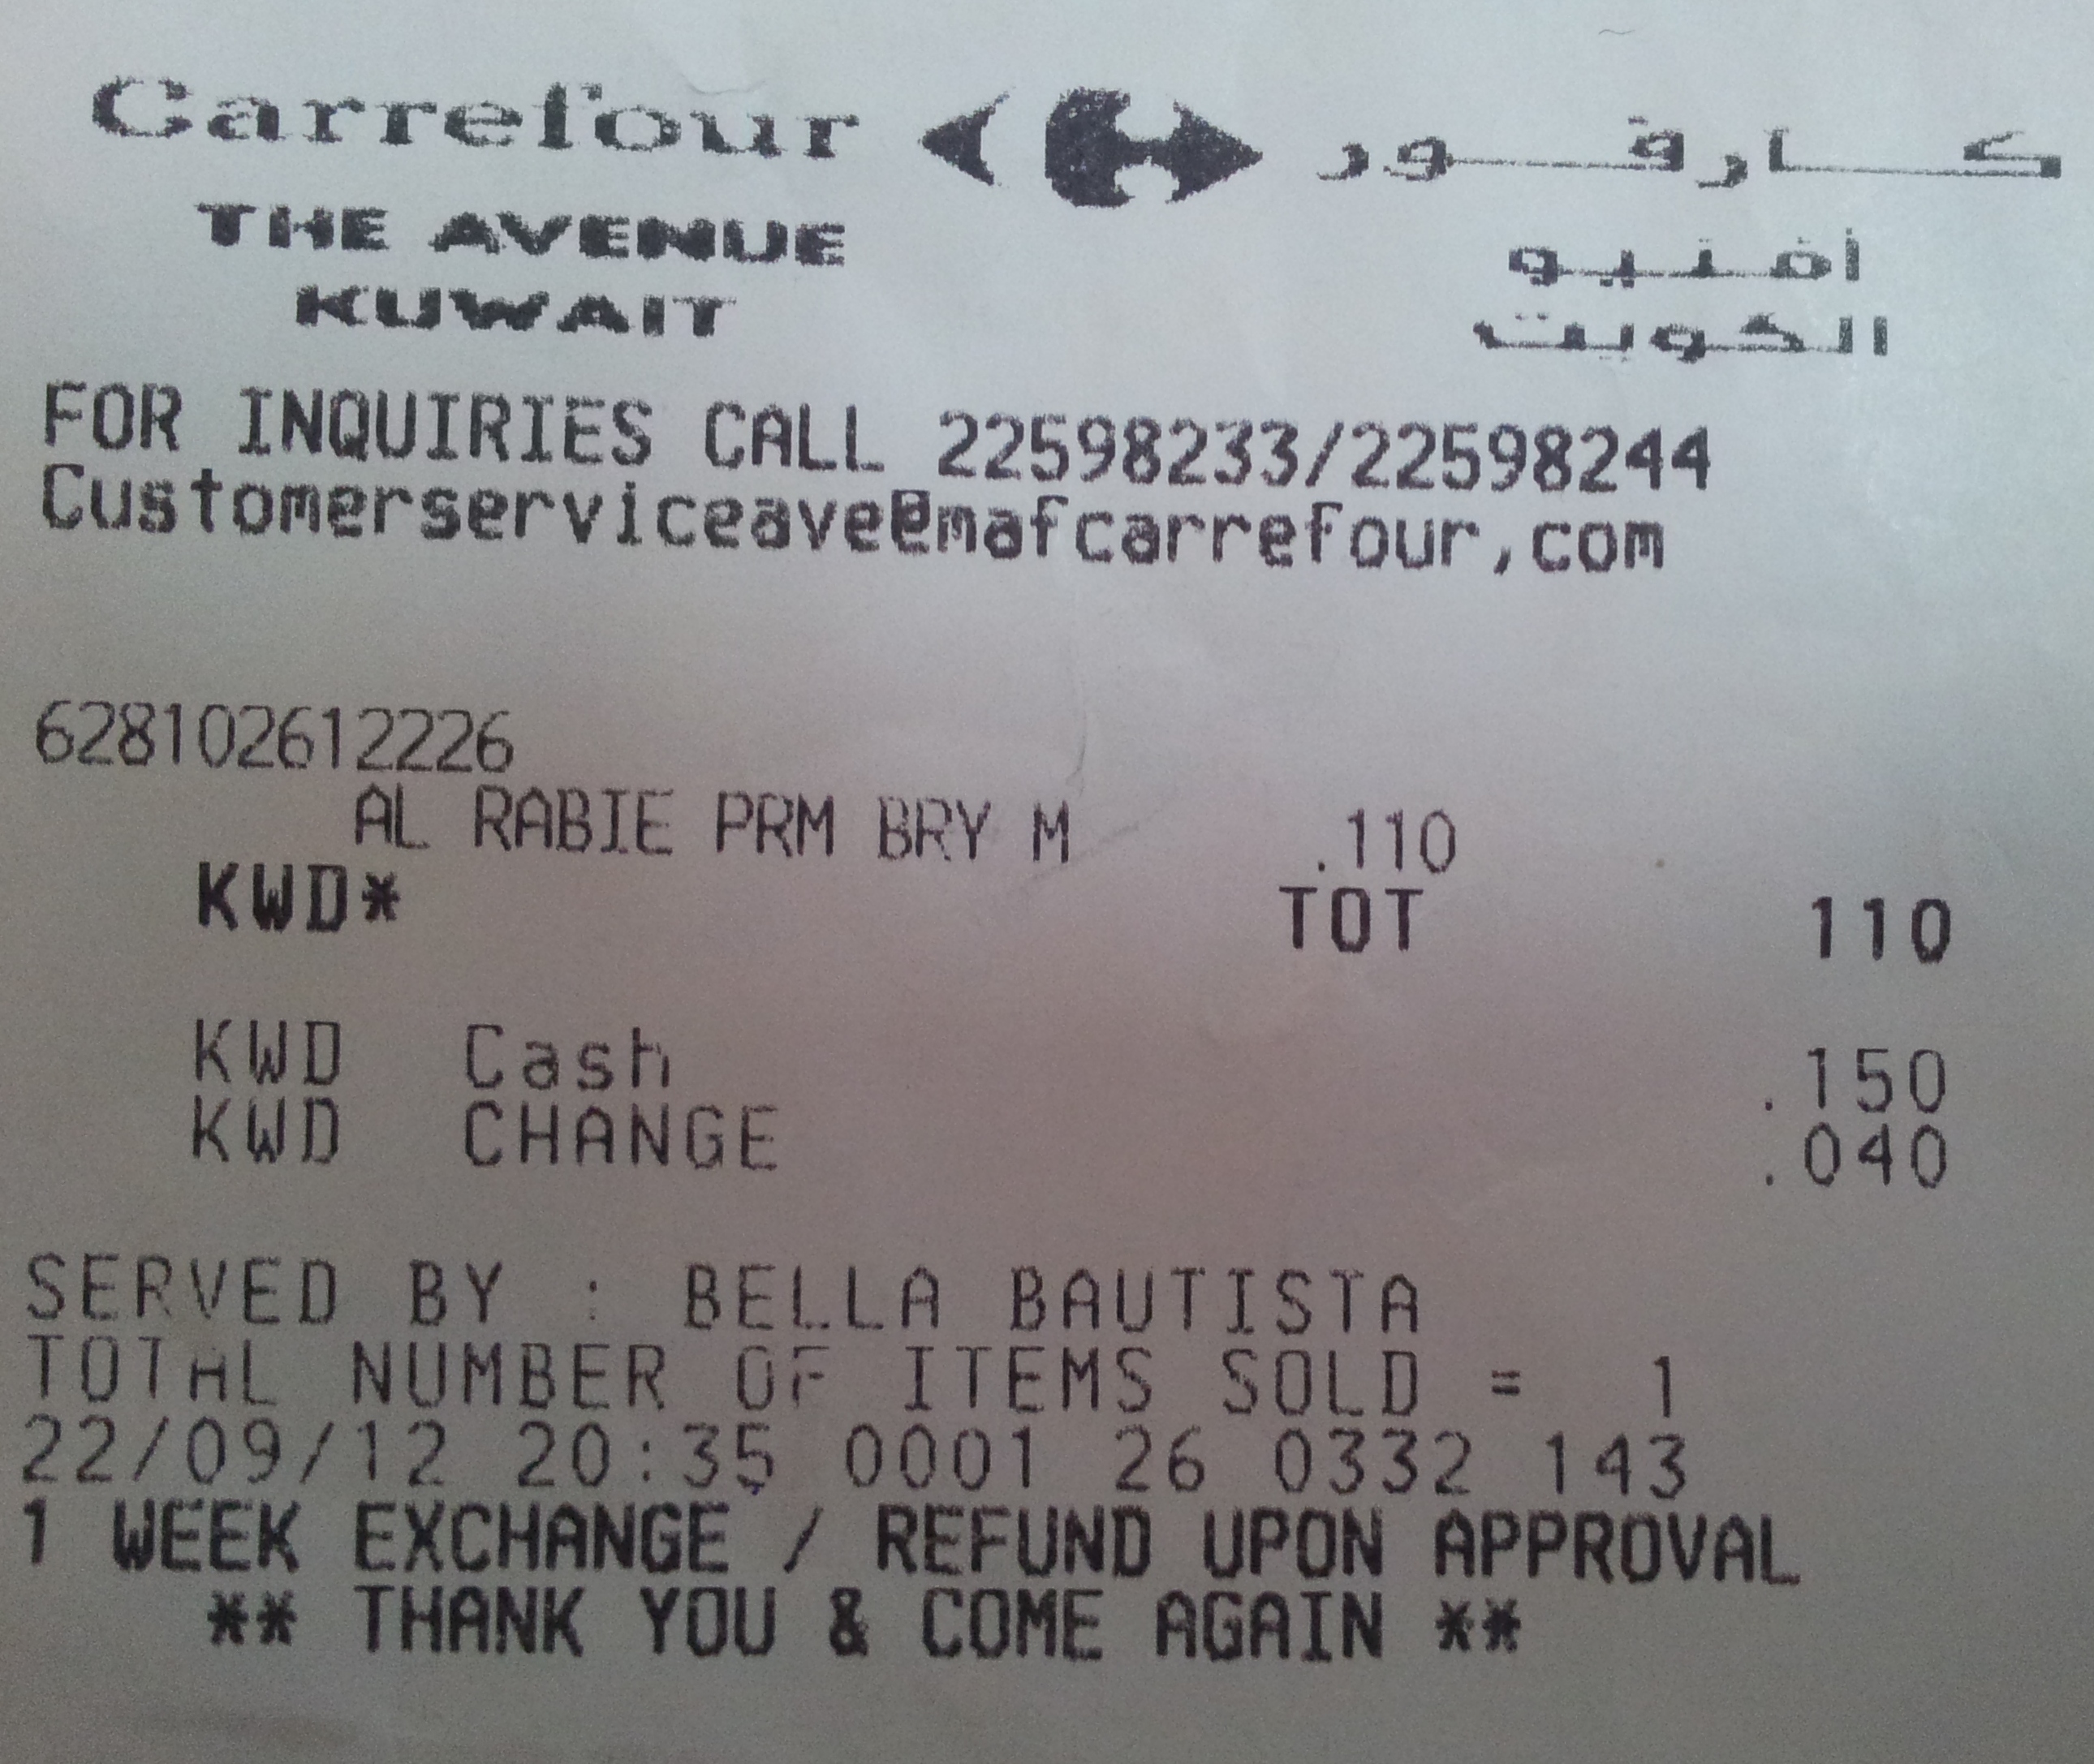 Carrefour كارفور
THE AVENUE أفنيو
KUWAIT الكويت
FOR INQUIRIES CALL 22598233/22598244
Customerserviceave@mafcarrefour,com
628102612226
AL RABIE PRM BRY M .110
KWD* TOT 110
KWD Cash .150
KWD CHANGE .040
SERVED BY : BELLA BAUTISTA
TOTAL NUMBER OF ITEMS SOLD = 1
22/09/12 20:35 0001 26 0332 143
1 WEEK EXCHANGE / REFUND UPON APPROVAL
** THANK YOU & COME AGAIN **